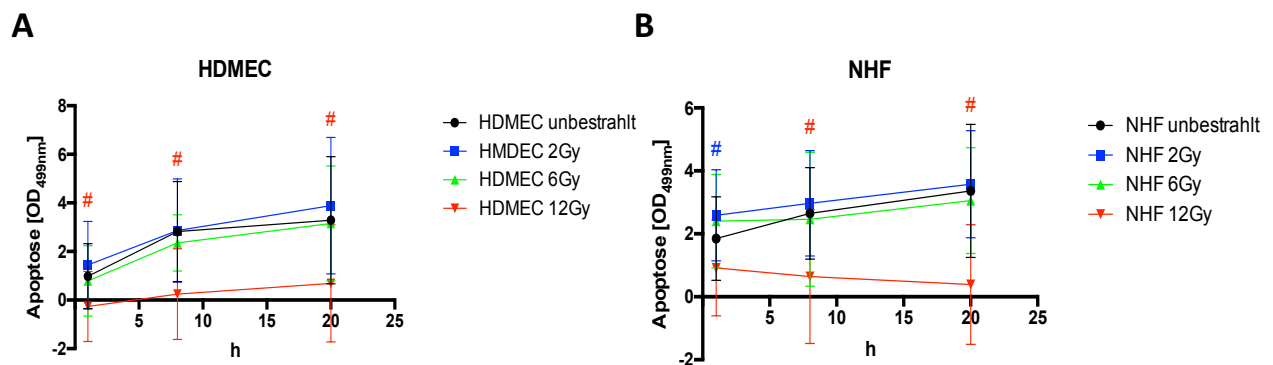 A
HDMEC
Apoptose [OD499nm]
8
6
4
2
0
-2
5
10
15
20
25
h
#
#
#
HDMEC unbestrahlt
HMDEC 2Gy
HDMEC 6Gy
HDMEC 12Gy
B
NHF
Apoptose [OD499nm]
6
4
2
0
-2
5
10
15
20
25
h
#
#
#
NHF unbestrahlt
NHF 2Gy
NHF 6Gy
NHF 12Gy